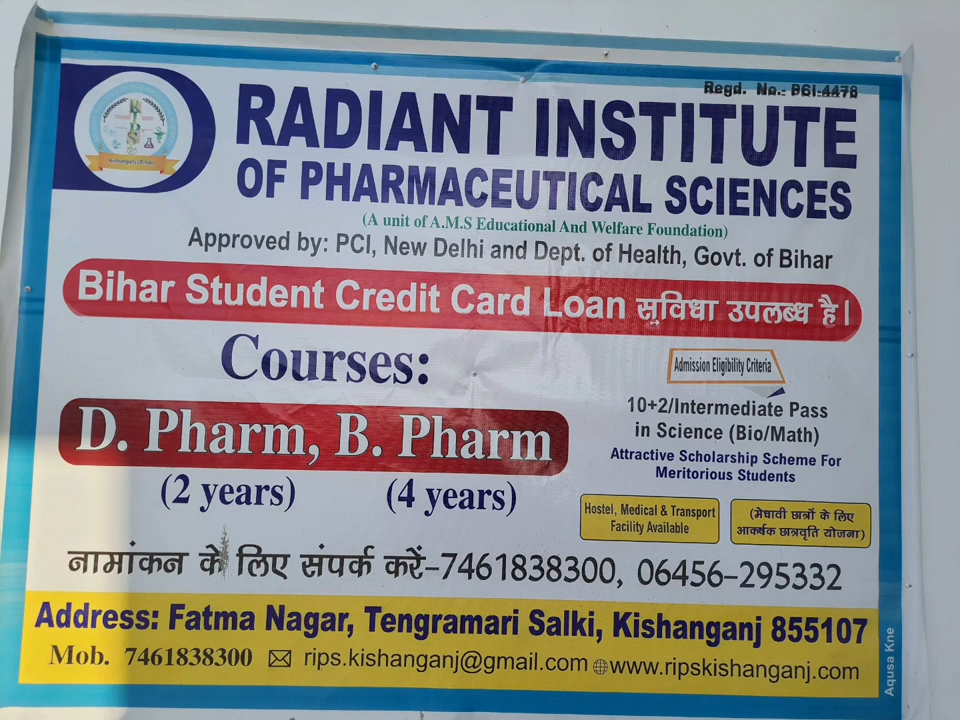 Regd. No.: 
RADIANT INSTITUTE
OF PHARMACEUTICAL SCIENCES
(A unit of A.M.S Educational And Welfare Foundation)
Approved by: PCI, New Delhi and Dept. of Health, Govt. of Bihar
Bihar Student Credit Card Loan सुविधा उपलब्ध है।
Courses:
D. Pharm, B. Pharm
(2 years) (4 years)
Admission Eligibility Criteria
10+2/Intermediate Pass
in Science (Bio/Math)
Attractive Scholarship Scheme For
Meritorious Students
Hostel, Medical & Transport
Facility Available
(मेधावी छात्रों के लिए
आकर्षक छात्रवृति योजना)
नामांकन के लिए संपर्क करें-7461838300, 06456-295332
Address: Fatma Nagar, Tengramari Salki, Kishanganj 855107
Mob. 7461838300 rips.kishanganj@gmail.com www.ripskishanganj.com
Kishanganj (Bihar)
Aqusa Kne